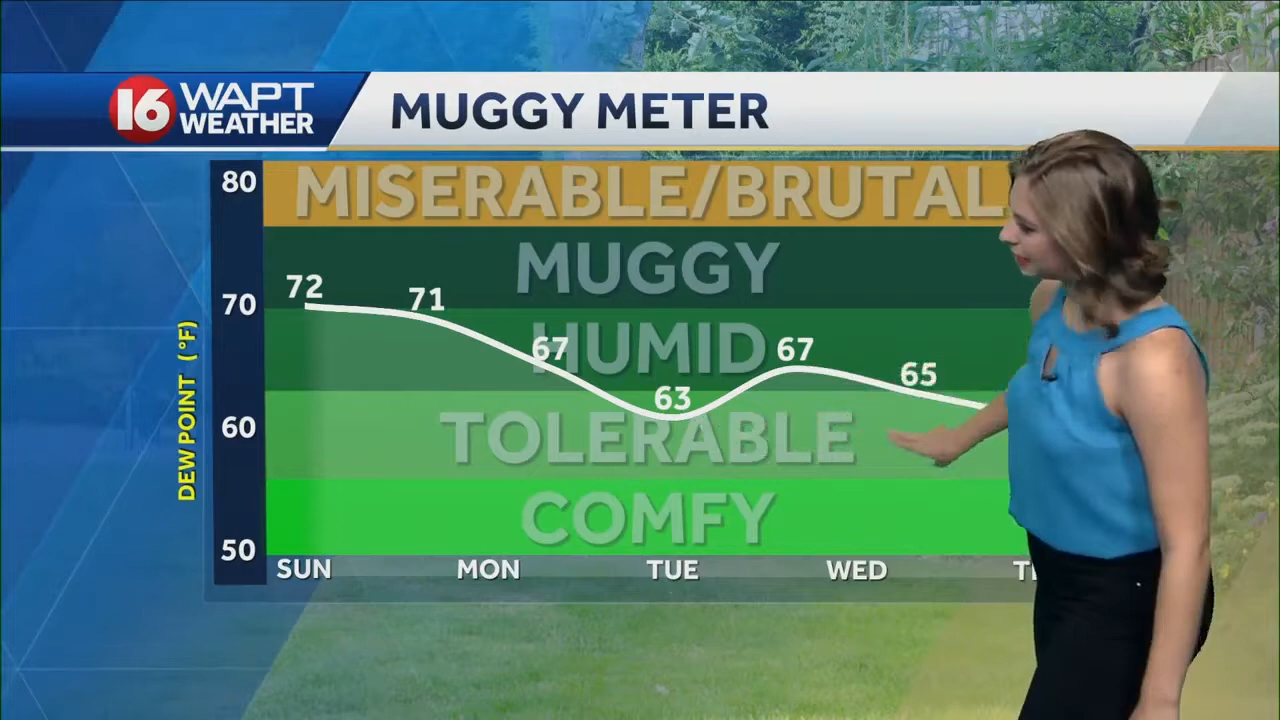 16 WAPT WEATHER
MUGGY METER
80
MISERABLE/BRUTAL
MUGGY
72
71
70
67
HUMID
67
65
63
60
TOLERABLE
COMFY
50
DEW POINT (°F)
SUN MON TUE WED